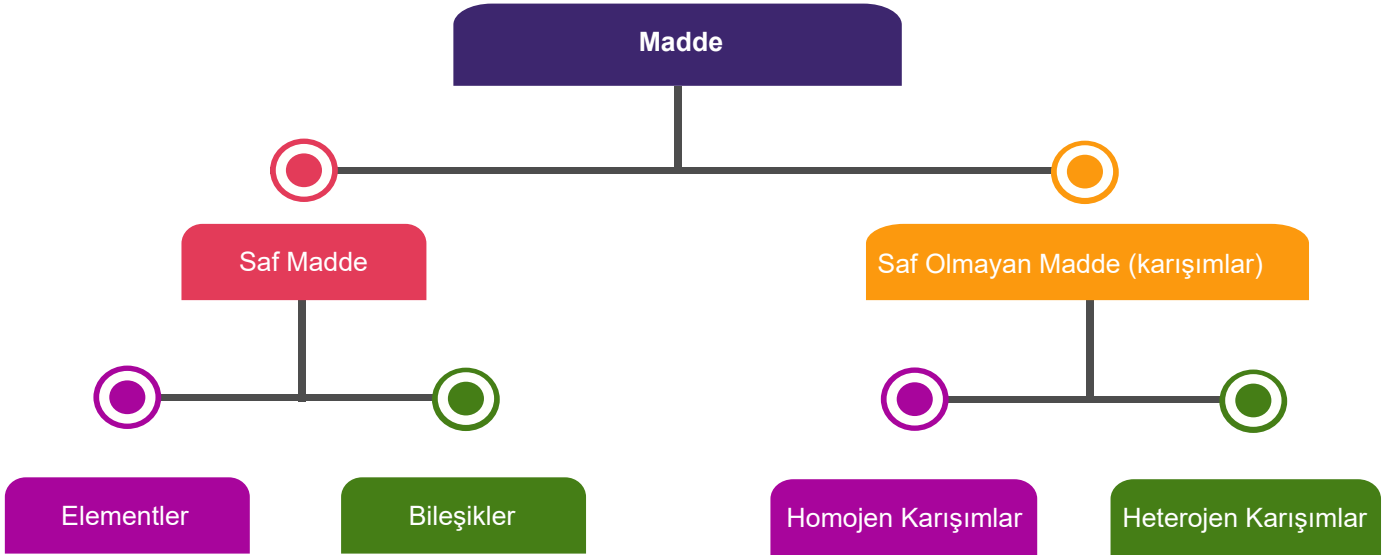 Madde
Saf Madde
Saf Olmayan Madde (karışımlar)
Elementler
Bileşikler
Homojen Karışımlar
Heterojen Karışımlar